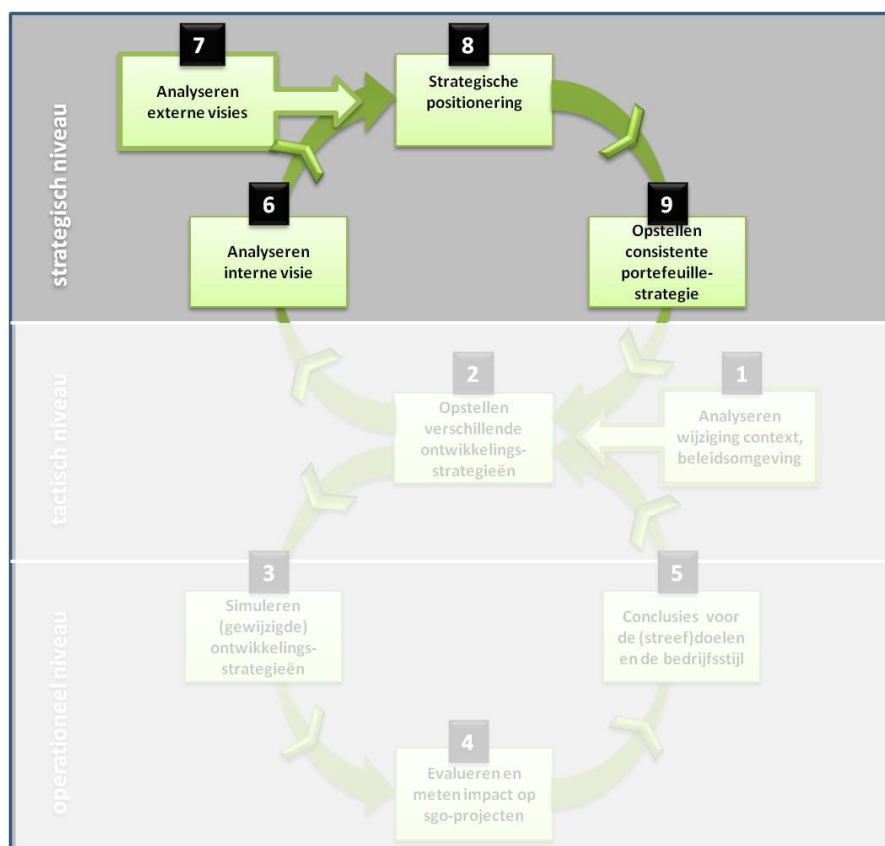 strategisch niveau
7
Analyseren
externe visies
8
Strategische
positionering
6
Analyseren
interne visie
9
Opstellen
consistente
portefeuille-
strategie
tactisch niveau
2
Opstellen
verschillende
ontwikkelings-
strategieën
1
Analyseren
wijziging context,
beleidsomgeving
operationeel niveau
3
Simuleren
(gewijzigde)
ontwikkelings-
strategieën
5
Conclusies voor
de (streef)doelen
en de bedrijfsstijl
4
Evalueren en
meten impact op
sgo-projecten